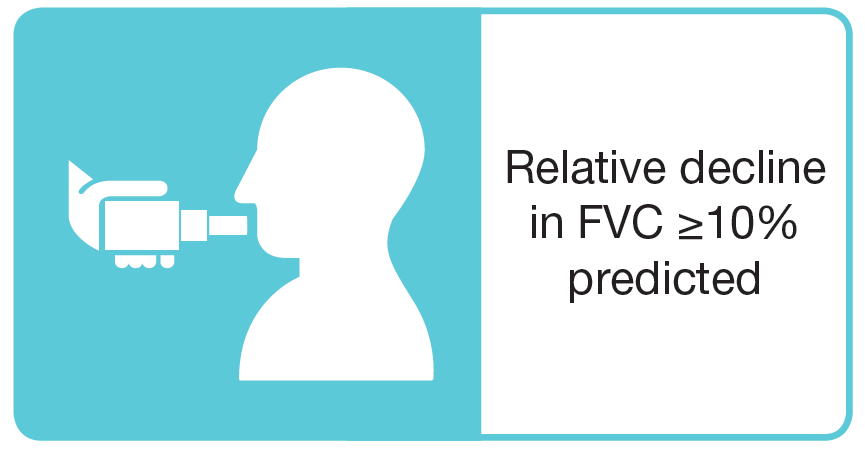 Relative decline
in FVC ≥10%
predicted